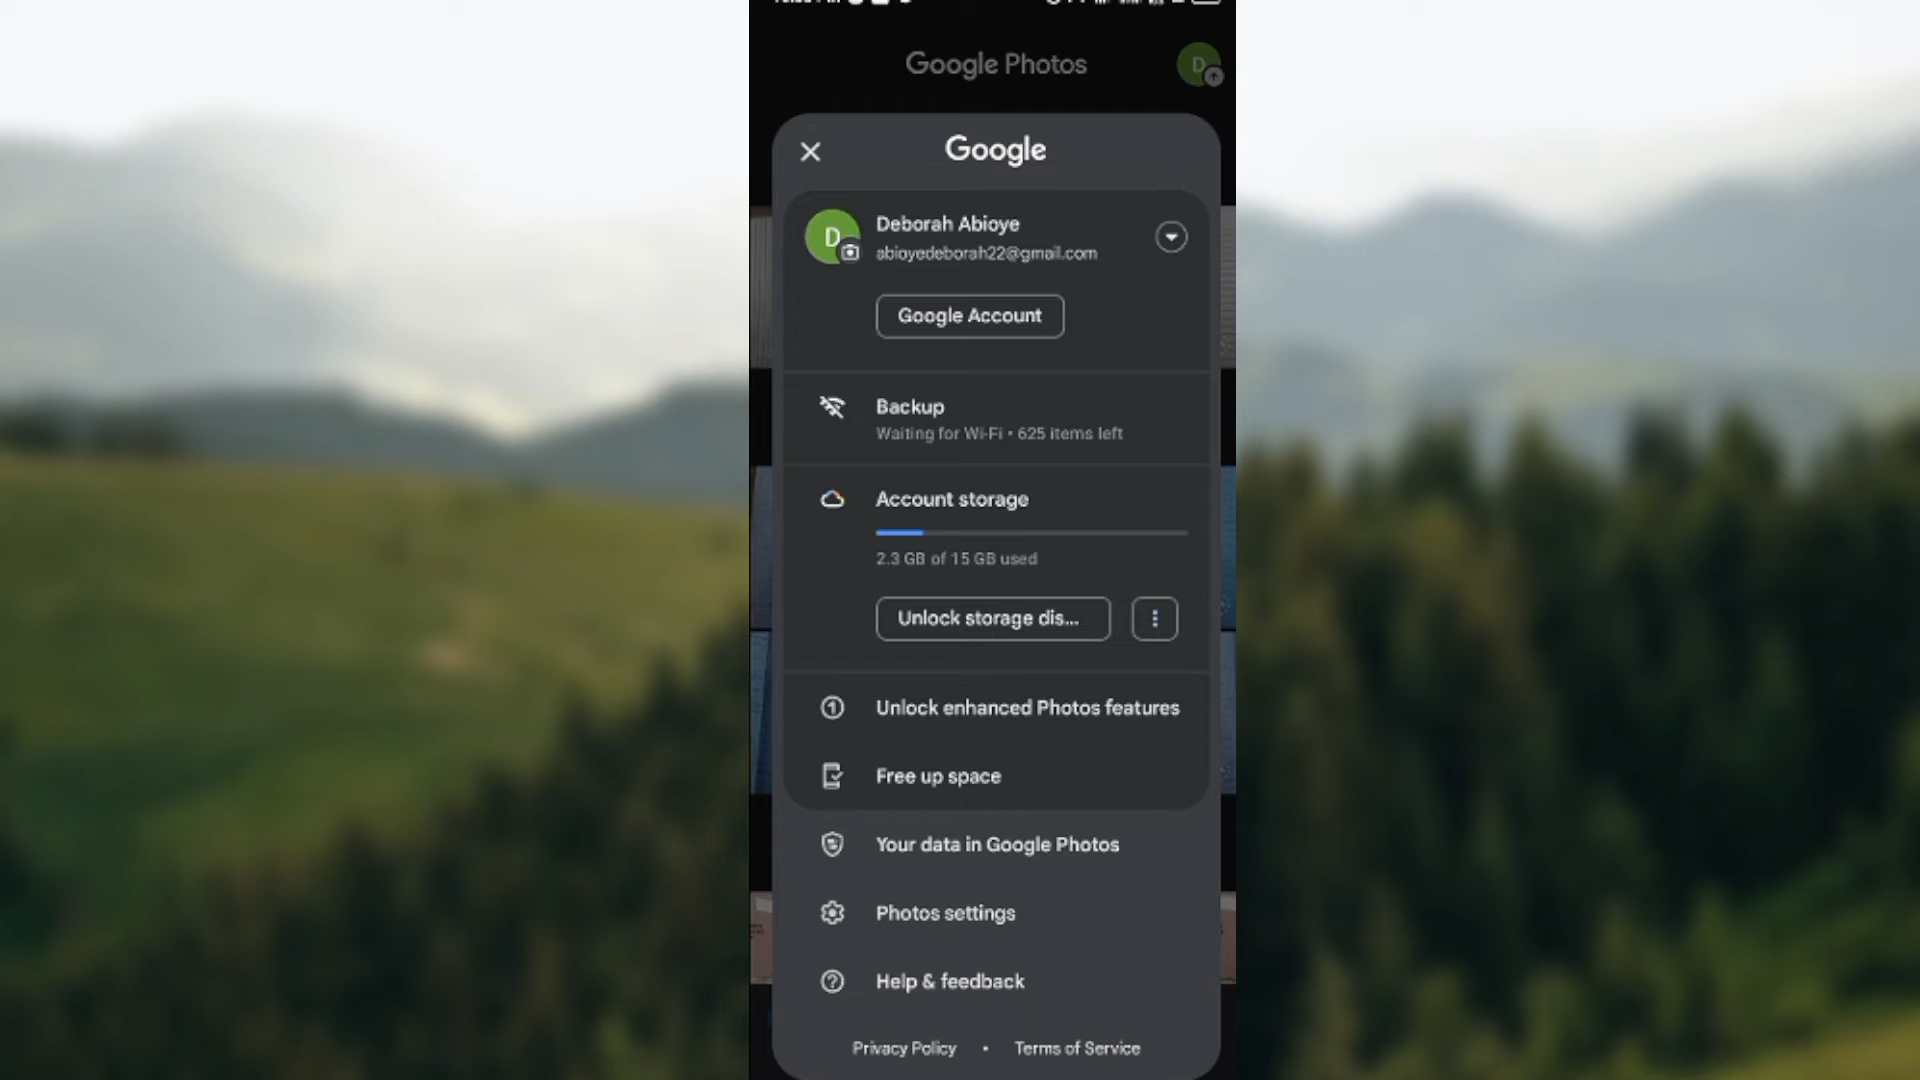 Google Photos
D
Google
D
Deborah Abioye
abioyedeborah22@gmail.com
Google Account
Backup
Waiting for Wi-Fi • 625 items left
Account storage
2.3 GB of 15 GB used
Unlock storage dis...
Unlock enhanced Photos features
Free up space
Your data in Google Photos
Photos settings
Help & feedback
Privacy Policy • Terms of Service